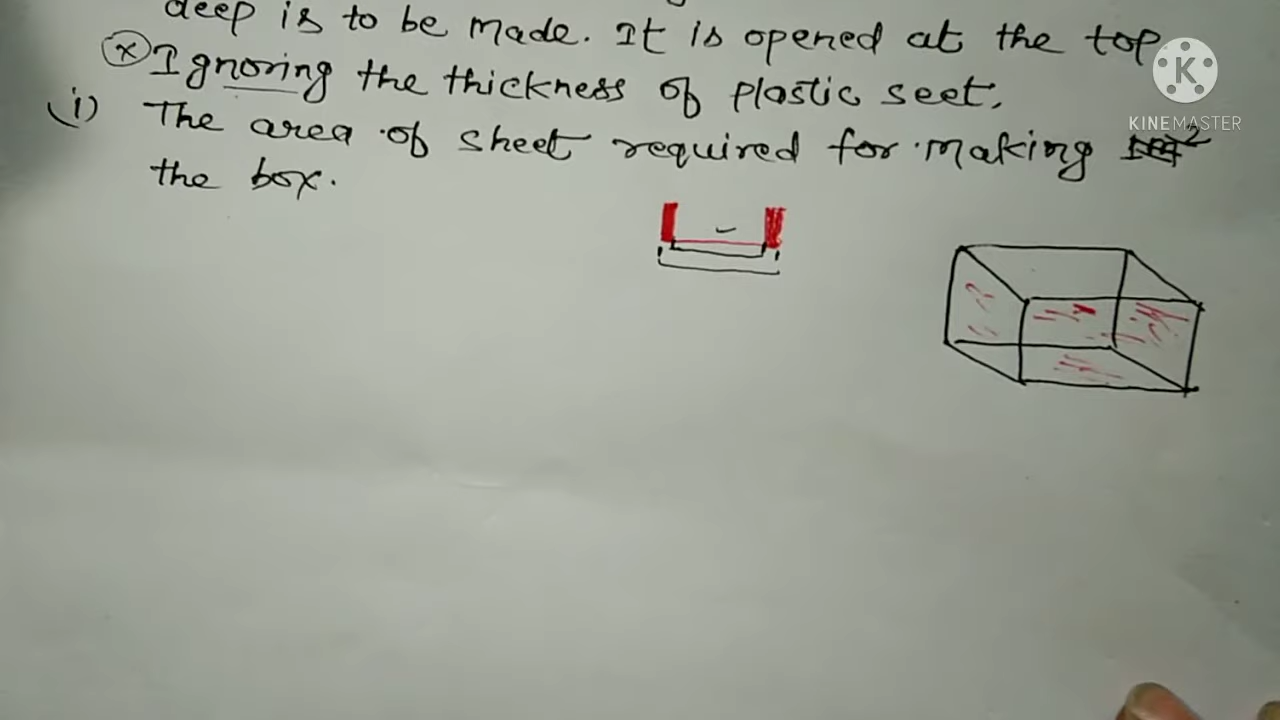 deep is to be made. It is opened at the top
(x) Ignoring the thickness of plastic seet.
(i) The area of sheet required for making
the box.
K
KINEMASTER